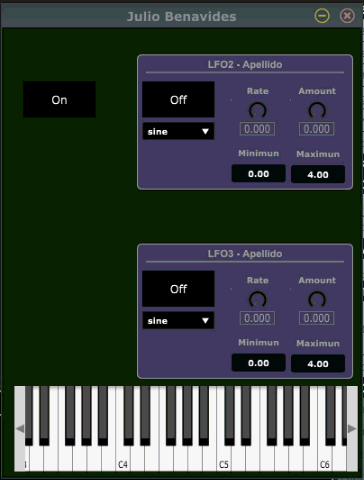 Julio Benavides
On
LFO2 - Apellido
Off
Rate
Amount
sine
0.000
0.000
Minimun
Maximun
0.00
4.00
LFO3 - Apellido
Off
Rate
Amount
sine
0.000
0.000
Minimun
Maximun
0.00
4.00
C4
C5
C6